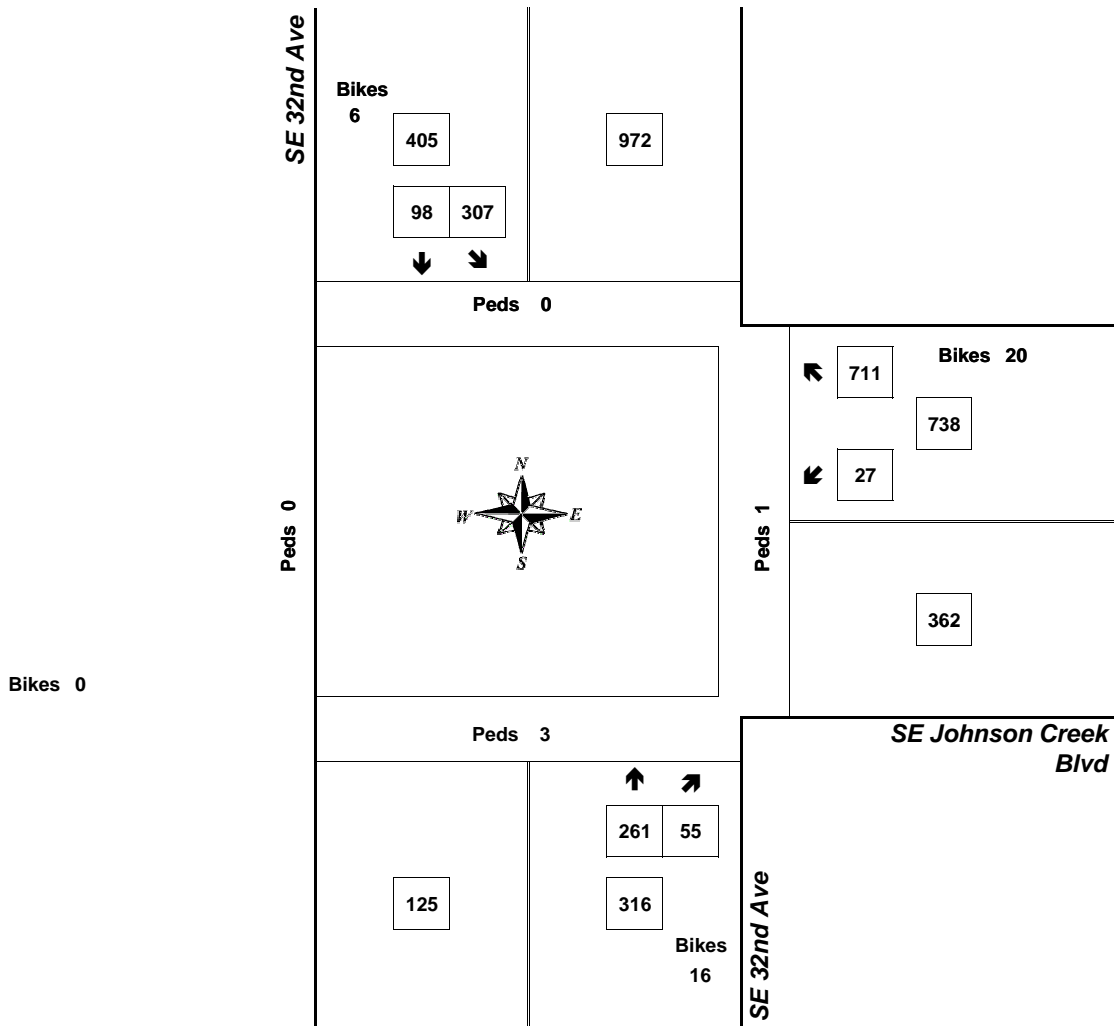 SE 32nd Ave
Bikes
6
405
972
98 307
Peds 0
711
Bikes 20
738
27
N
W E
S
Peds 0
Peds 1
362
Bikes 0
Peds 3
SE Johnson Creek
Blvd
261 55
125
316
Bikes
16
SE 32nd Ave